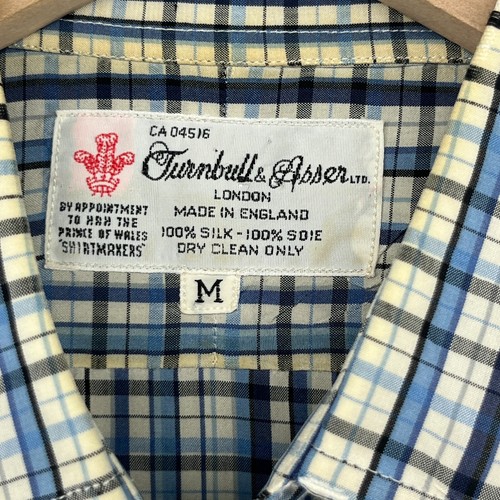 CA 04516
Turnbull & Asser LTD.
LONDON
MADE IN ENGLAND
100% SILK - 100% SOIE
DRY CLEAN ONLY
BY APPOINTMENT
TO HRH THE
PRINCE OF WALES
"SHIRTMAKERS"
M